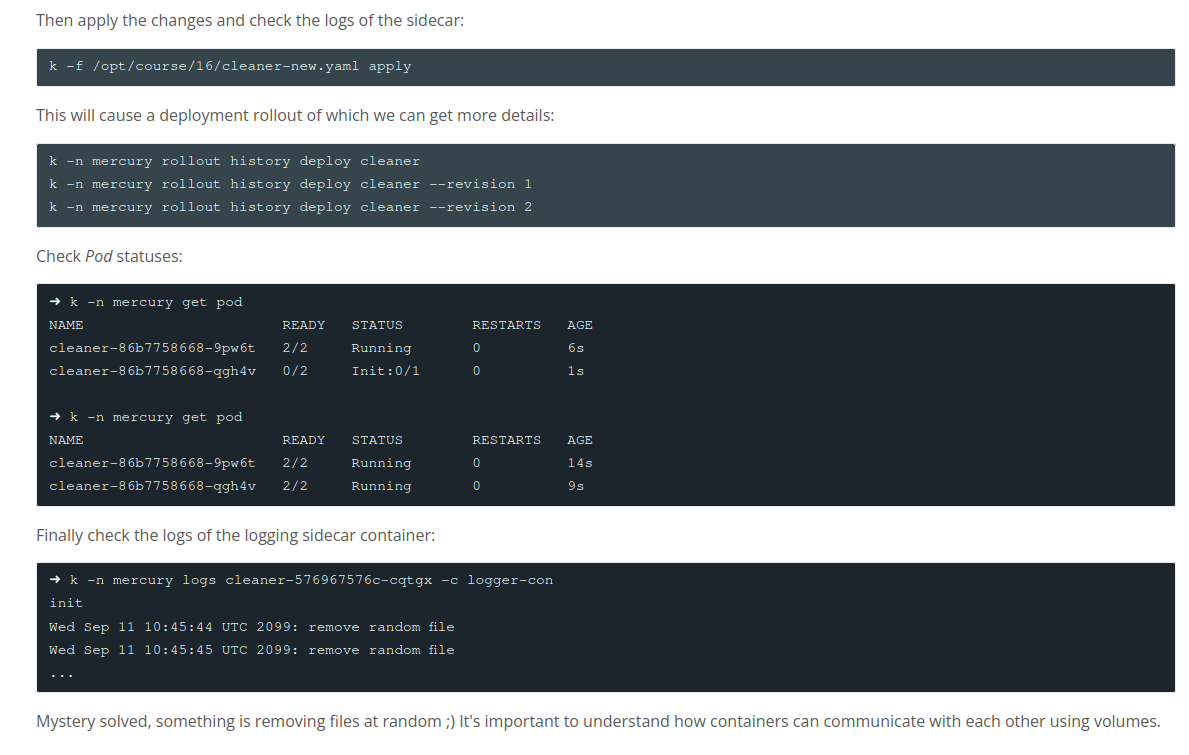 Then apply the changes and check the logs of the sidecar:
k -f /opt/course/16/cleaner-new.yaml apply
This will cause a deployment rollout of which we can get more details:
k -n mercury rollout history deploy cleaner
k -n mercury rollout history deploy cleaner --revision 1
k -n mercury rollout history deploy cleaner --revision 2
Check Pod statuses:
➜ k -n mercury get pod
NAME READY STATUS RESTARTS AGE
cleaner-86b7758668-9pw6t 2/2 Running 0 6s
cleaner-86b7758668-qgh4v 0/2 Init:0/1 0 1s
➜ k -n mercury get pod
NAME READY STATUS RESTARTS AGE
cleaner-86b7758668-9pw6t 2/2 Running 0 14s
cleaner-86b7758668-qgh4v 2/2 Running 0 9s
Finally check the logs of the logging sidecar container:
➜ k -n mercury logs cleaner-576967576c-cqtgx -c logger-con
init
Wed Sep 11 10:45:44 UTC 2099: remove random file
Wed Sep 11 10:45:45 UTC 2099: remove random file
...
Mystery solved, something is removing files at random ;) It's important to understand how containers can communicate with each other using volumes.